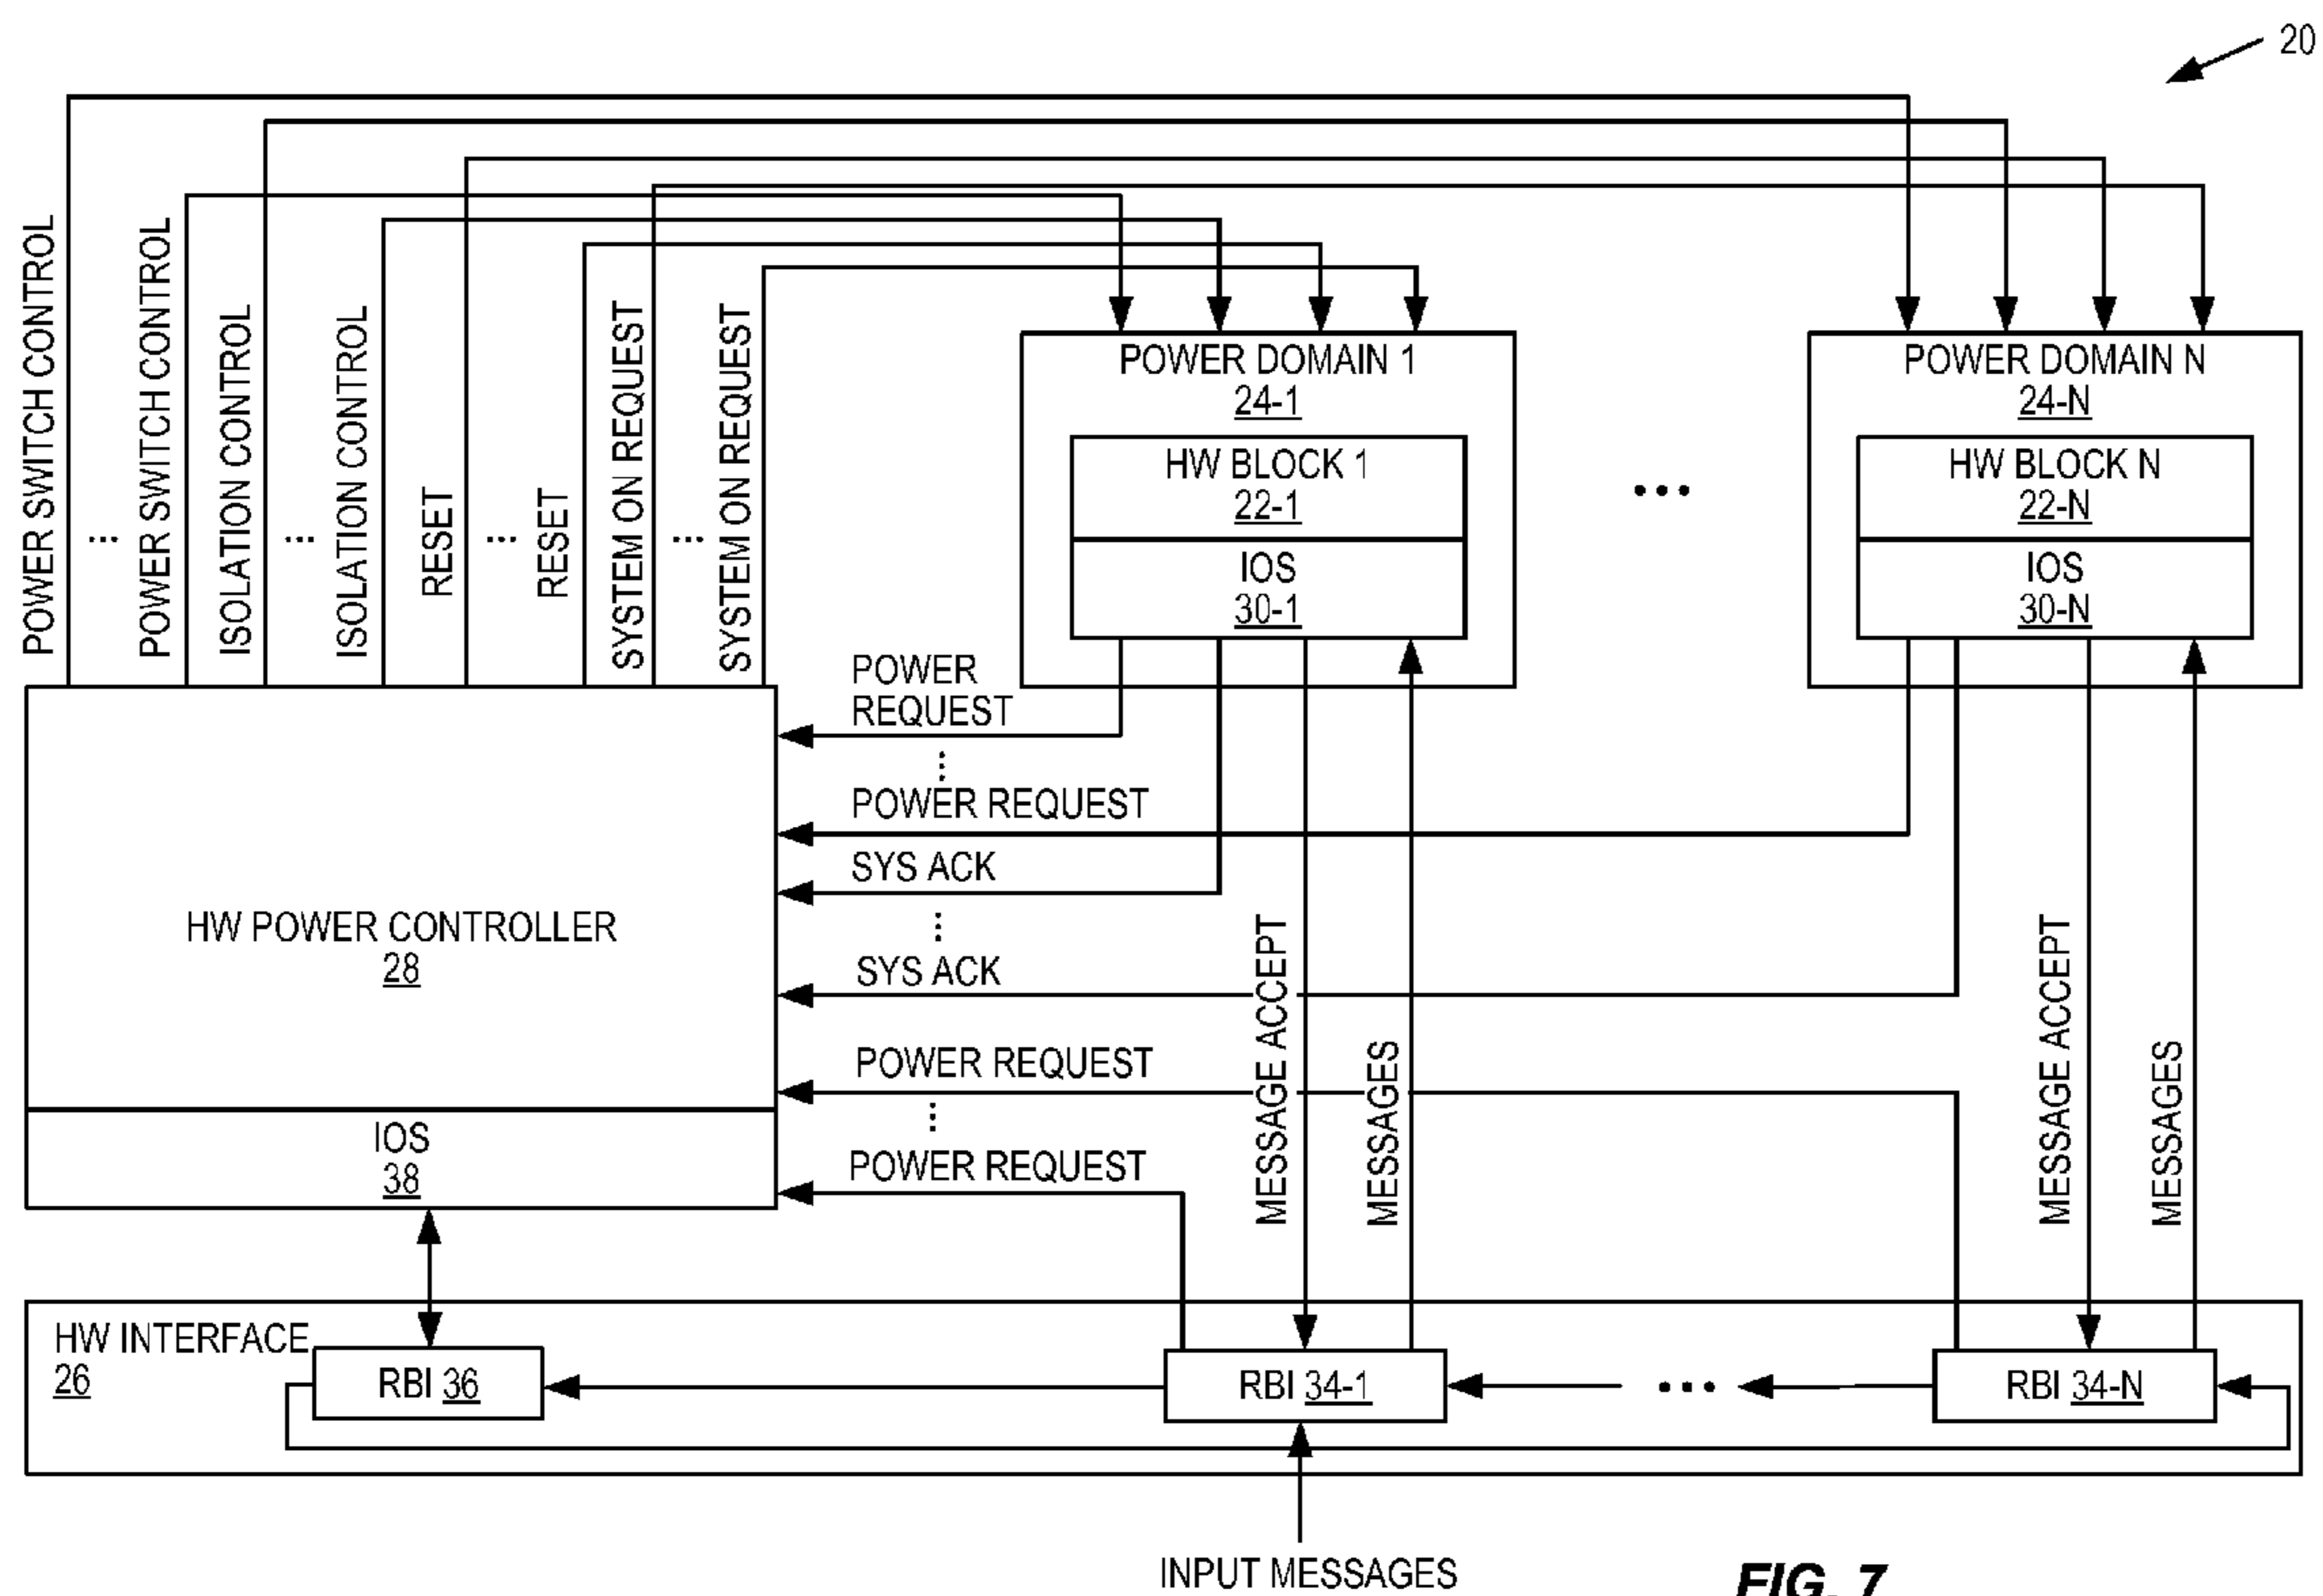 20
POWER SWITCH CONTROL
...
POWER SWITCH CONTROL
ISOLATION CONTROL
...
ISOLATION CONTROL
RESET
...
RESET
SYSTEM ON REQUEST
...
SYSTEM ON REQUEST
POWER DOMAIN 1
24-1
HW BLOCK 1
22-1
IOS
30-1
...
POWER DOMAIN N
24-N
HW BLOCK N
22-N
IOS
30-N
POWER
REQUEST
...
POWER REQUEST
SYS ACK
...
SYS ACK
POWER REQUEST
...
POWER REQUEST
MESSAGE ACCEPT
MESSAGES
MESSAGE ACCEPT
MESSAGES
HW POWER CONTROLLER
28
IOS
38
HW INTERFACE
26
RBI 36
RBI 34-1
...
RBI 34-N
INPUT MESSAGES
FIG. 7